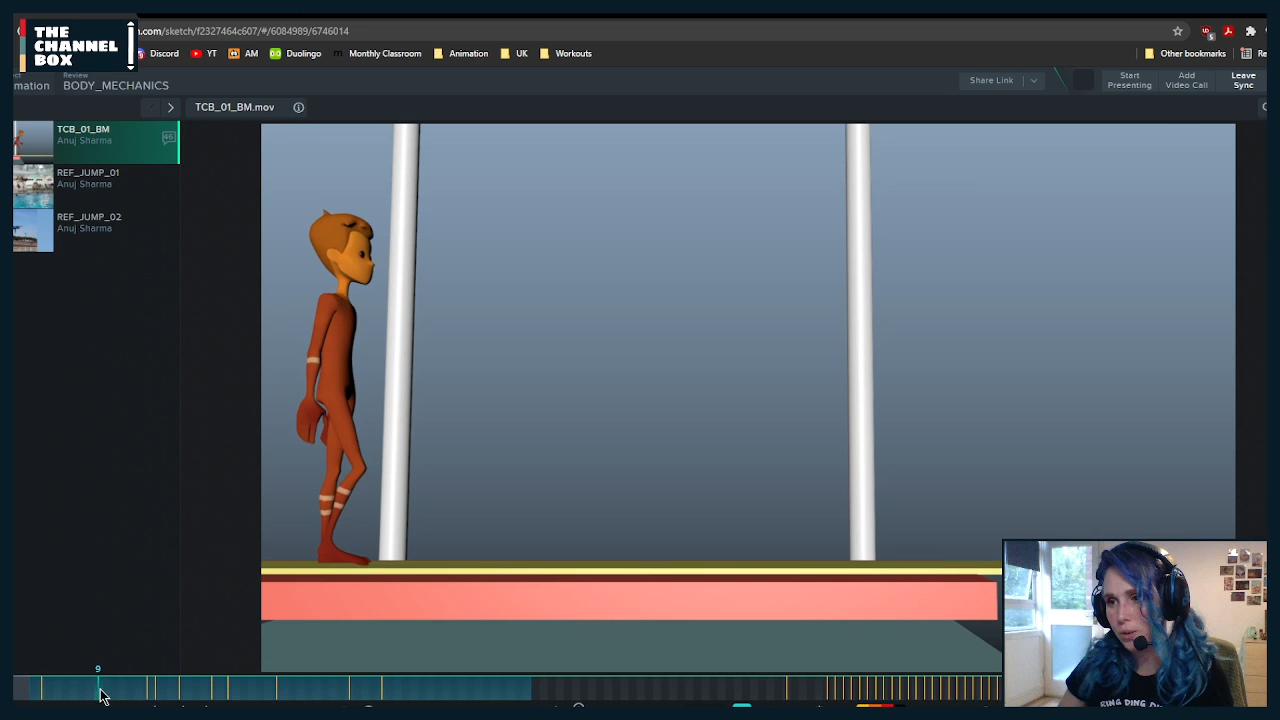 THE
CHANNEL
BOX
.com/sketch/f2327464c607/#/6084989/6746014
Discord YT AM Duolingo Monthly Classroom Animation UK Workouts Other bookmarks
mation Review
BODY_MECHANICS
Share Link
Start
Presenting
Add
Video Call
Leave
Sync
TCB_01_BM.mov
TCB_01_BM
Anuj Sharma
46
REF_JUMP_01
Anuj Sharma
REF_JUMP_02
Anuj Sharma
9